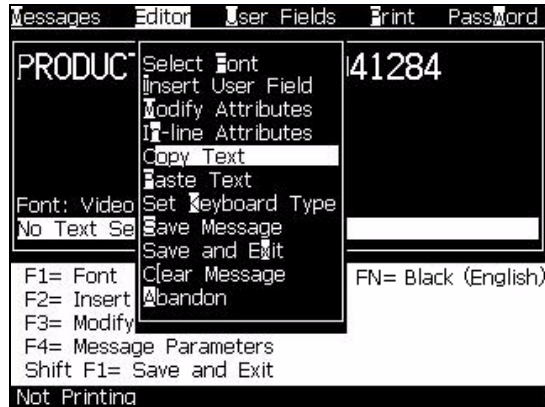 Messages Editor User Fields Print PassWord
PRODUCT 41284
Select Font
Insert User Field
Modify Attributes
In-line Attributes
Copy Text
Paste Text
Set Keyboard Type
Save Message
Save and Exit
Clear Message
Abandon
Font: Video
No Text Se
F1= Font FN= Black (English)
F2= Insert
F3= Modify
F4= Message Parameters
Shift F1= Save and Exit
Not Printing